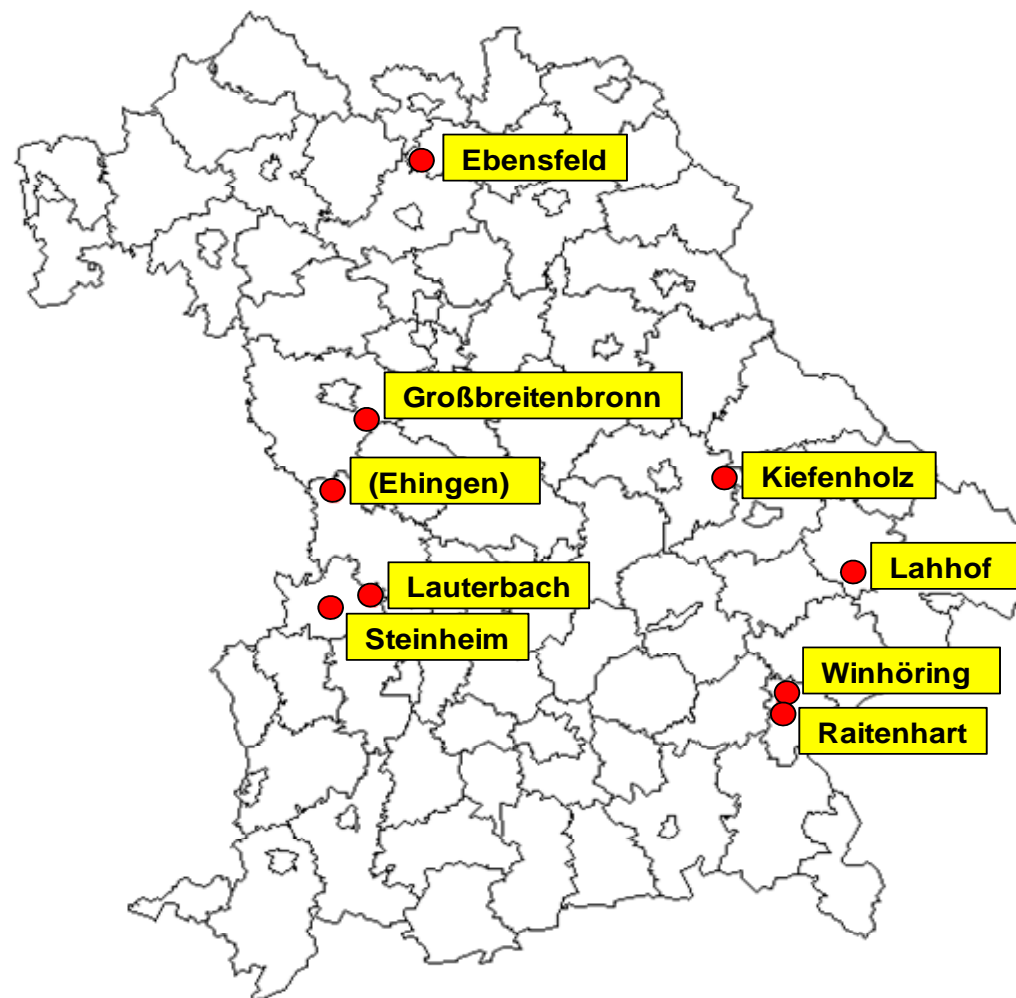 Ebensfeld
Großbreitenbronn
(Ehingen)
Kiefenholz
Lahhof
Lauterbach
Steinheim
Winhöring
Raitenhart